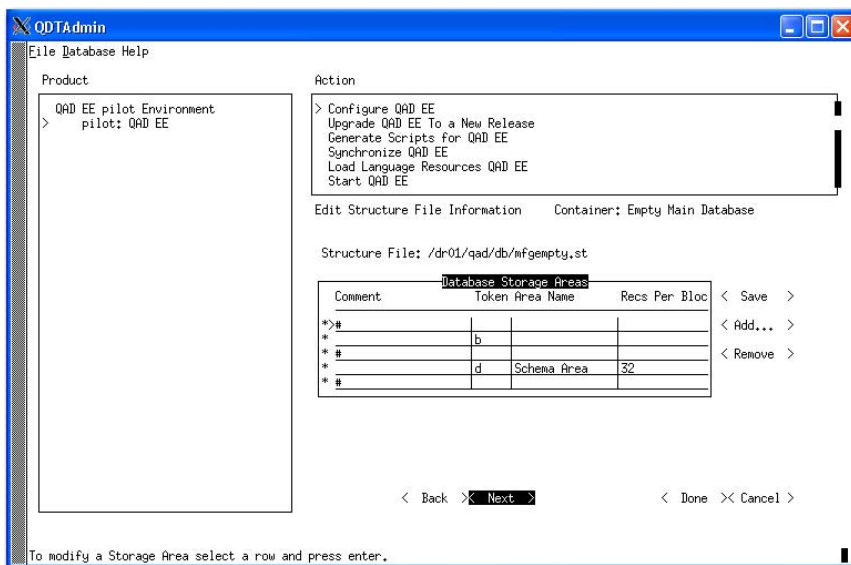 QDTAdmin
File Database Help
Product
Action
QAD EE pilot Environment
> pilot: QAD EE
> Configure QAD EE
Upgrade QAD EE To a New Release
Generate Scripts for QAD EE
Synchronize QAD EE
Load Language Resources QAD EE
Start QAD EE
Edit Structure File Information Container: Empty Main Database
Structure File: /dr01/qad/db/mfgempty.st
Database Storage Areas
Comment Token Area Name Recs Per Bloc
*>#
* b
* #
* d Schema Area 32
* #
< Save >
< Add... >
< Remove >
< Back >< Next > < Done >< Cancel >
To modify a Storage Area select a row and press enter.